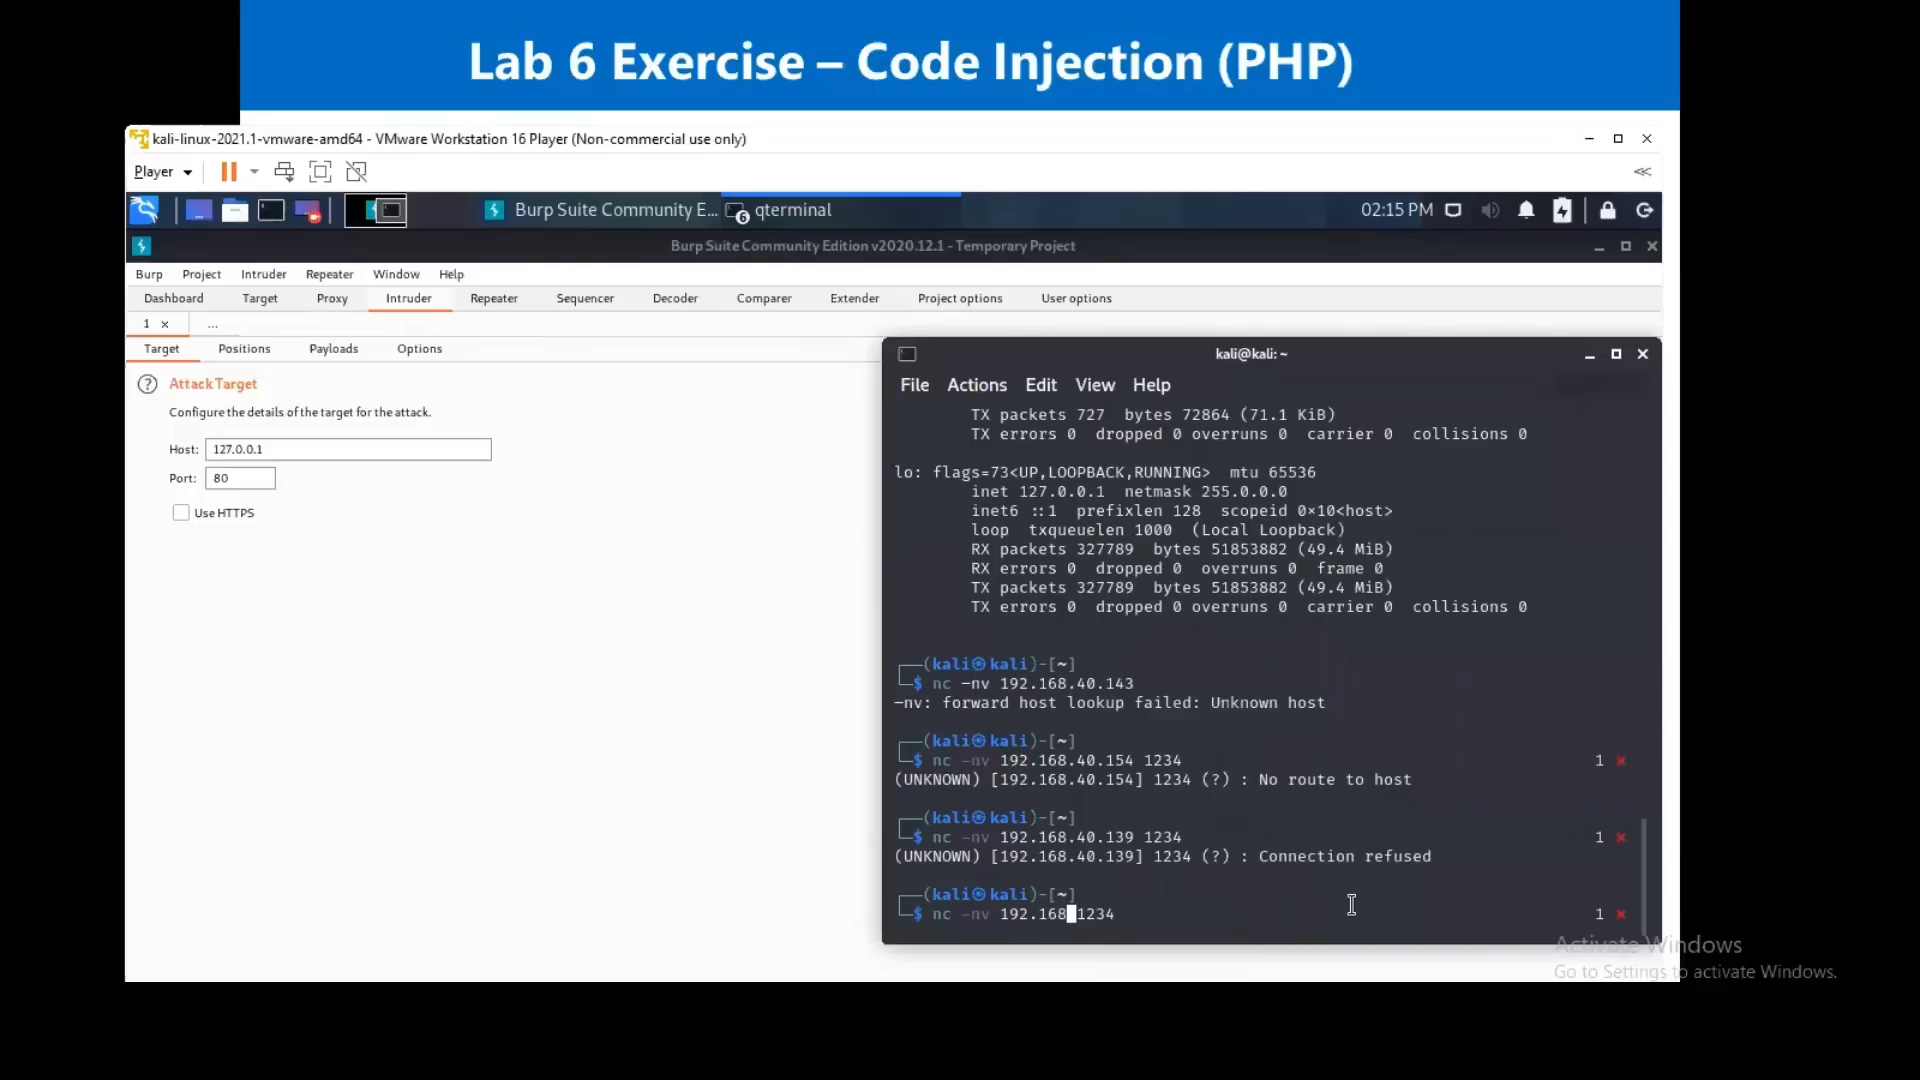 Lab 6 Exercise – Code Injection (PHP)
kali-linux-2021.1-vmware-amd64 - VMware Workstation 16 Player (Non-commercial use only)
Player
Burp Suite Community E...
6
qterminal
02:15 PM
Burp Suite Community Edition v2020.12.1 - Temporary Project
Burp Project Intruder Repeater Window Help
Dashboard Target Proxy Intruder Repeater Sequencer Decoder Comparer Extender Project options User options
1 × ...
Target Positions Payloads Options
? Attack Target
Configure the details of the target for the attack.
Host: 127.0.0.1
Port: 80
Use HTTPS
kali@kali: ~
File Actions Edit View Help
TX packets 727 bytes 72864 (71.1 KiB)
TX errors 0 dropped 0 overruns 0 carrier 0 collisions 0
lo: flags=73<UP,LOOPBACK,RUNNING> mtu 65536
inet 127.0.0.1 netmask 255.0.0.0
inet6 ::1 prefixlen 128 scopeid 0×10<host>
loop txqueuelen 1000 (Local Loopback)
RX packets 327789 bytes 51853882 (49.4 MiB)
RX errors 0 dropped 0 overruns 0 frame 0
TX packets 327789 bytes 51853882 (49.4 MiB)
TX errors 0 dropped 0 overruns 0 carrier 0 collisions 0
┌──(kali㉿kali)-[~]
└─$ nc –nv 192.168.40.143
–nv: forward host lookup failed: Unknown host
┌──(kali㉿kali)-[~]
└─$ nc -nv 192.168.40.154 1234 1 ×
(UNKNOWN) [192.168.40.154] 1234 (?) : No route to host
┌──(kali㉿kali)-[~]
└─$ nc -nv 192.168.40.139 1234 1 ×
(UNKNOWN) [192.168.40.139] 1234 (?) : Connection refused
┌──(kali㉿kali)-[~]
└─$ nc -nv 192.168 1234 1 ×
Activate Windows
Go to Settings to activate Windows.